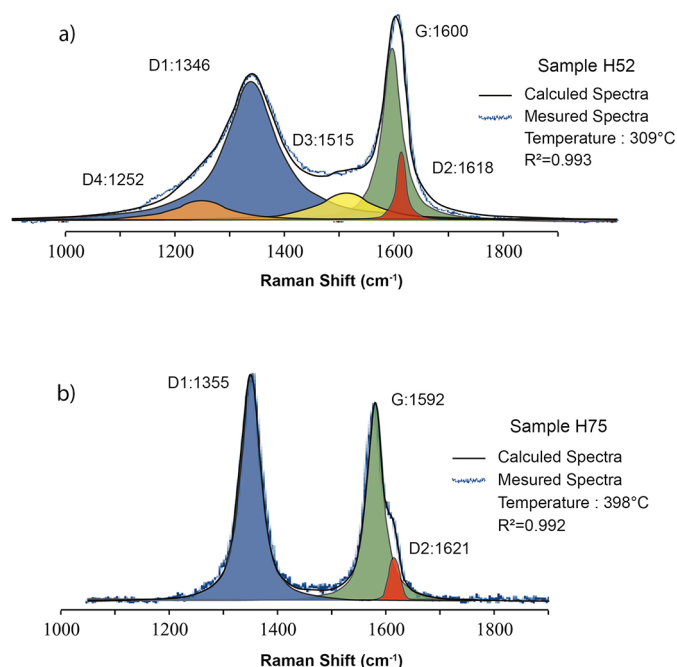 a)
G:1600
D1:1346
Sample H52
Calculed Spectra
Mesured Spectra
Temperature : 309°C
R²=0.993
D3:1515
D2:1618
D4:1252
1000 1200 1400 1600 1800
Raman Shift (cm⁻¹)
b)
D1:1355
G:1592
Sample H75
Calculed Spectra
Mesured Spectra
Temperature : 398°C
R²=0.992
D2:1621
1000 1200 1400 1600 1800
Raman Shift (cm⁻¹)